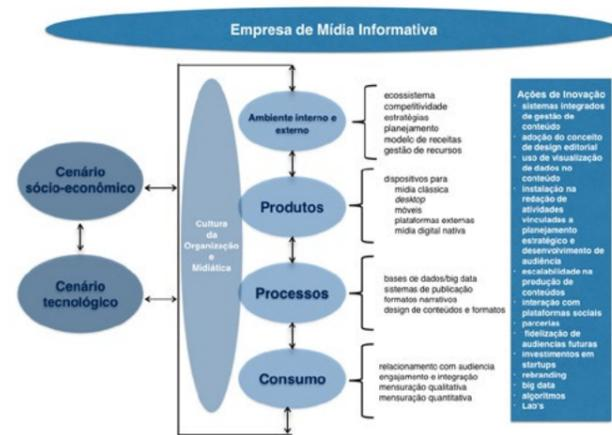 Empresa de Mídia Informativa
Cenário
sócio-econômico
Cenário
tecnológico
Cultura
da
Organização
e
Midiática
Ambiente interno e
externo
ecossistema
competitividade
estratégias
planejamento
modelo de receitas
gestão de recursos
Produtos
dispositivos para
mídia clássica
desktop
móveis
plataformas externas
mídia digital nativa
Processos
bases de dados/big data
sistemas de publicação
formatos narrativos
design de conteúdos e formatos
Consumo
relacionamento com audiencia
engajamento e integração
mensuração qualitativa
mensuração quantitativa
Ações de Inovação
• sistemas integrados
de gestão de
conteúdo
• adoção do conceito
de design editorial
• uso de visualização
de dados no
conteúdo
• instalação na
redação de
atividades
vinculadas a
planejamento
estratégico e
desenvolvimento de
audiência
• escalabilidade na
produção de
conteúdos
• interação com
plataformas sociais
• parcerias
• fidelização de
audiencias futuras
• investimentos em
startups
• rebranding
• big data
• algoritmos
• Lab's